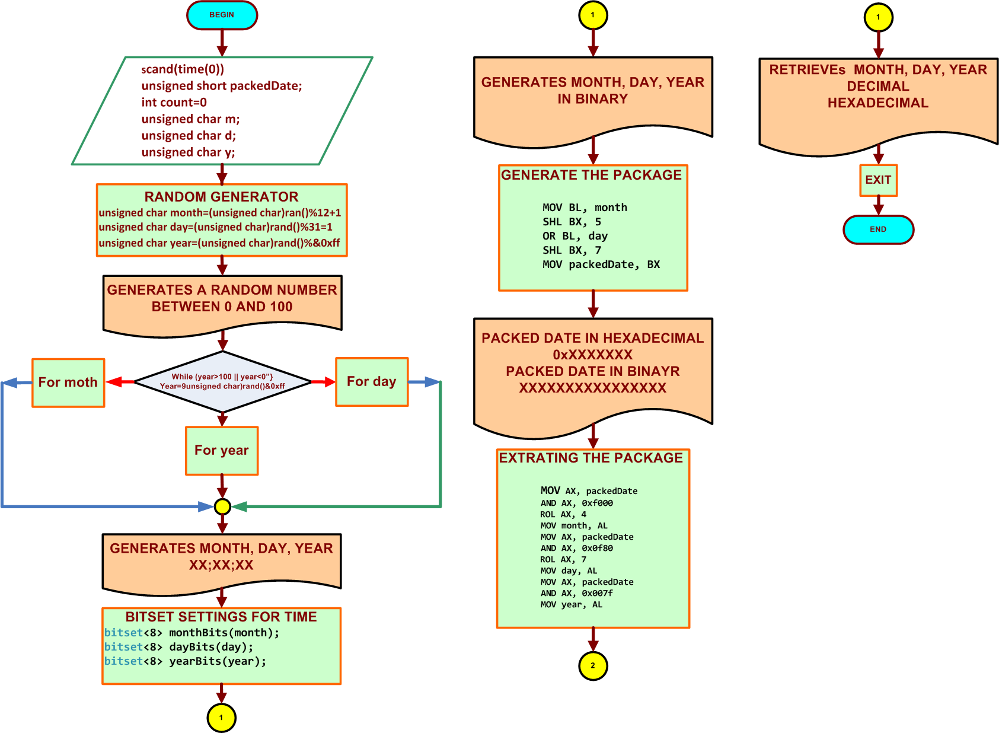 BEGIN
scand(time(0))
unsigned short packedDate;
int count=0
unsigned char m;
unsigned char d;
unsigned char y;
RANDOM GENERATOR
unsigned char month=(unsigned char)ran()%12+1
unsigned char day=(unsigned char)rand()%31=1
unsigned char year=(unsigned char)rand()%&0xff
GENERATES A RANDOM NUMBER
BETWEEN 0 AND 100
While (year>100 || year<0”}
Year=9unsigned char)rand()&0xff
For moth
For day
For year
GENERATES MONTH, DAY, YEAR
XX;XX;XX
BITSET SETTINGS FOR TIME
bitset<8> monthBits(month);
bitset<8> dayBits(day);
bitset<8> yearBits(year);
1
1
GENERATES MONTH, DAY, YEAR
IN BINARY
GENERATE THE PACKAGE
MOV BL, month
SHL BX, 5
OR BL, day
SHL BX, 7
MOV packedDate, BX
PACKED DATE IN HEXADECIMAL
0xXXXXXXX
PACKED DATE IN BINAYR
XXXXXXXXXXXXXXXX
EXTRATING THE PACKAGE
MOV AX, packedDate
AND AX, 0xf000
ROL AX, 4
MOV month, AL
MOV AX, packedDate
AND AX, 0x0f80
ROL AX, 7
MOV day, AL
MOV AX, packedDate
AND AX, 0x007f
MOV year, AL
2
1
RETRIEVEs MONTH, DAY, YEAR
DECIMAL
HEXADECIMAL
EXIT
END